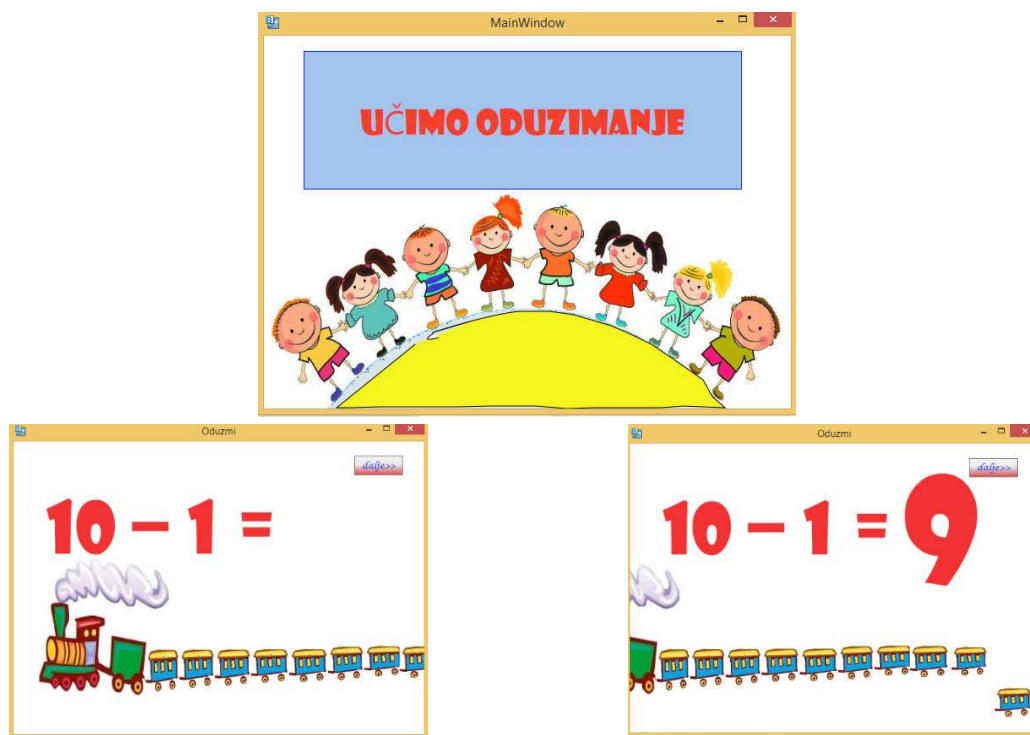 MainWindow
UČIMO ODUZIMANJE
Oduzmi
dalje>>
10 – 1 =
Oduzmi
dalje>>
10 – 1 = 9